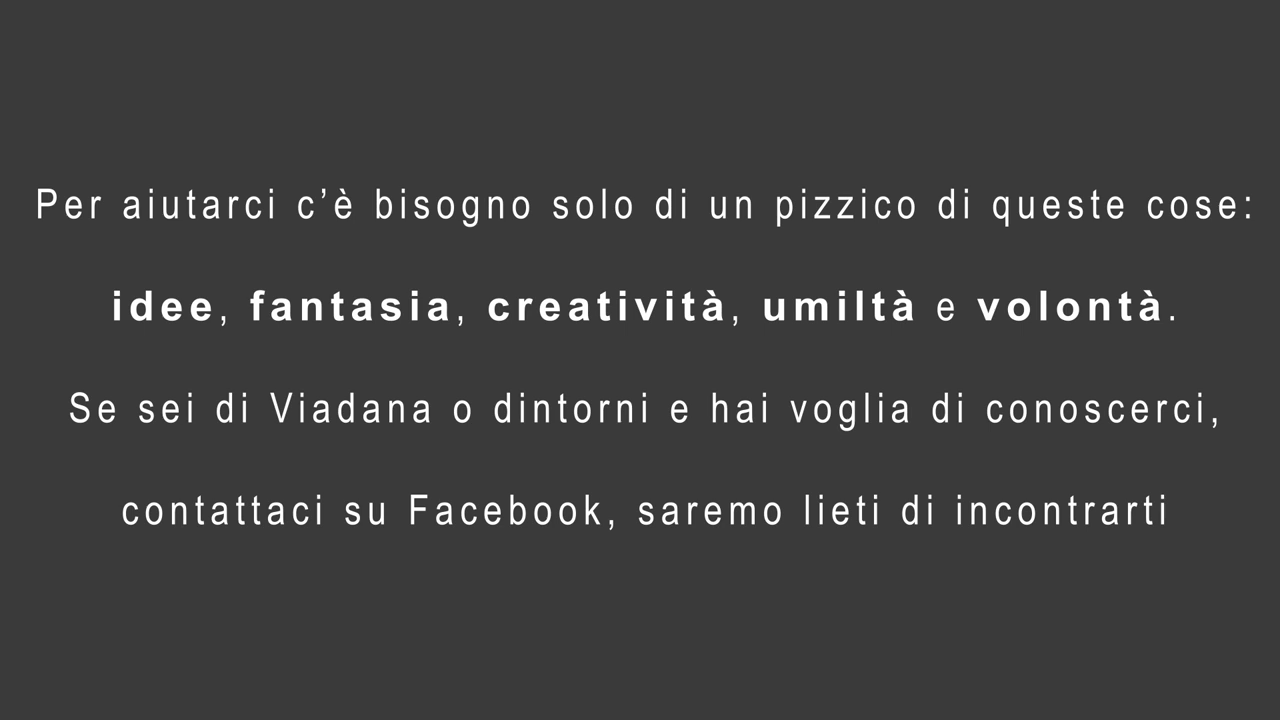 Per aiutarci c’è bisogno solo di un pizzico di queste cose:
idee, fantasia, creatività, umiltà e volontà.
Se sei di Viadana o dintorni e hai voglia di conoscerci,
contattaci su Facebook, saremo lieti di incontrarti